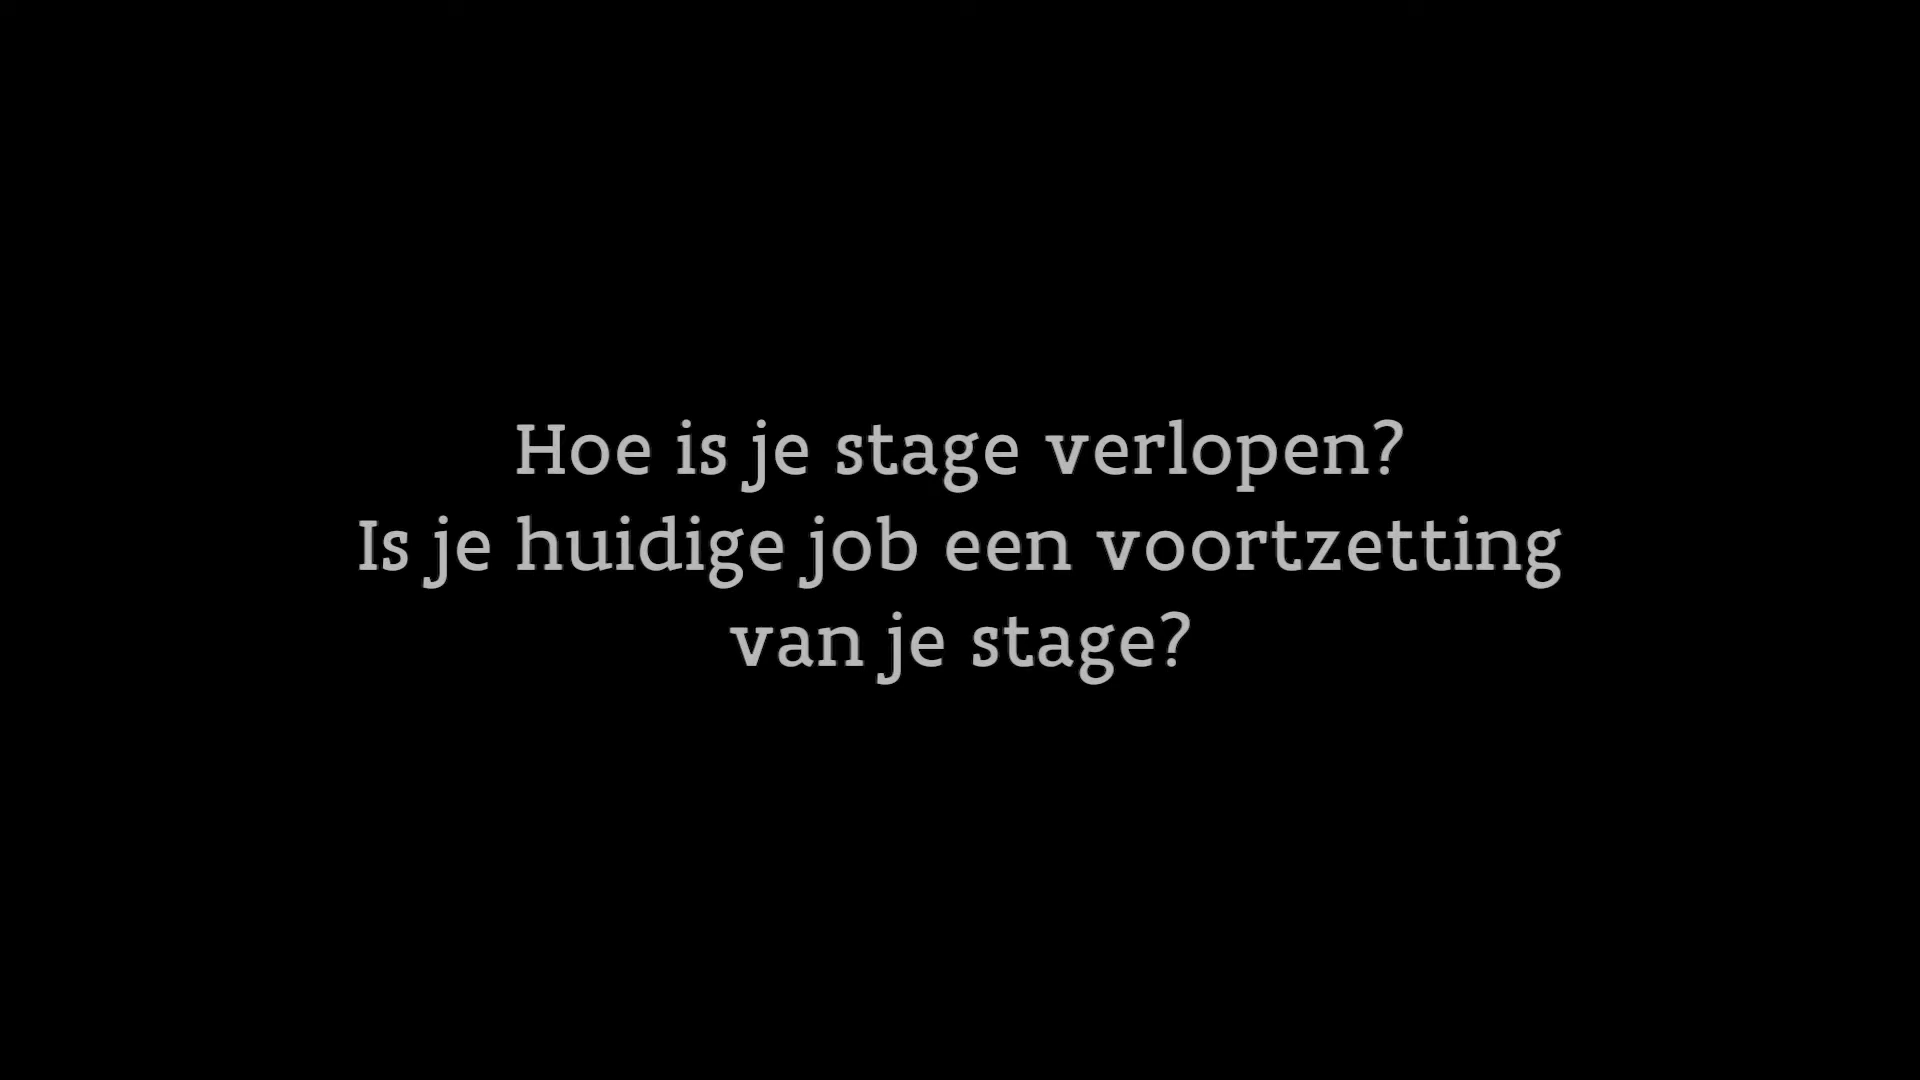 Hoe is je stage verlopen?
Is je huidige job een voortzetting
van je stage?